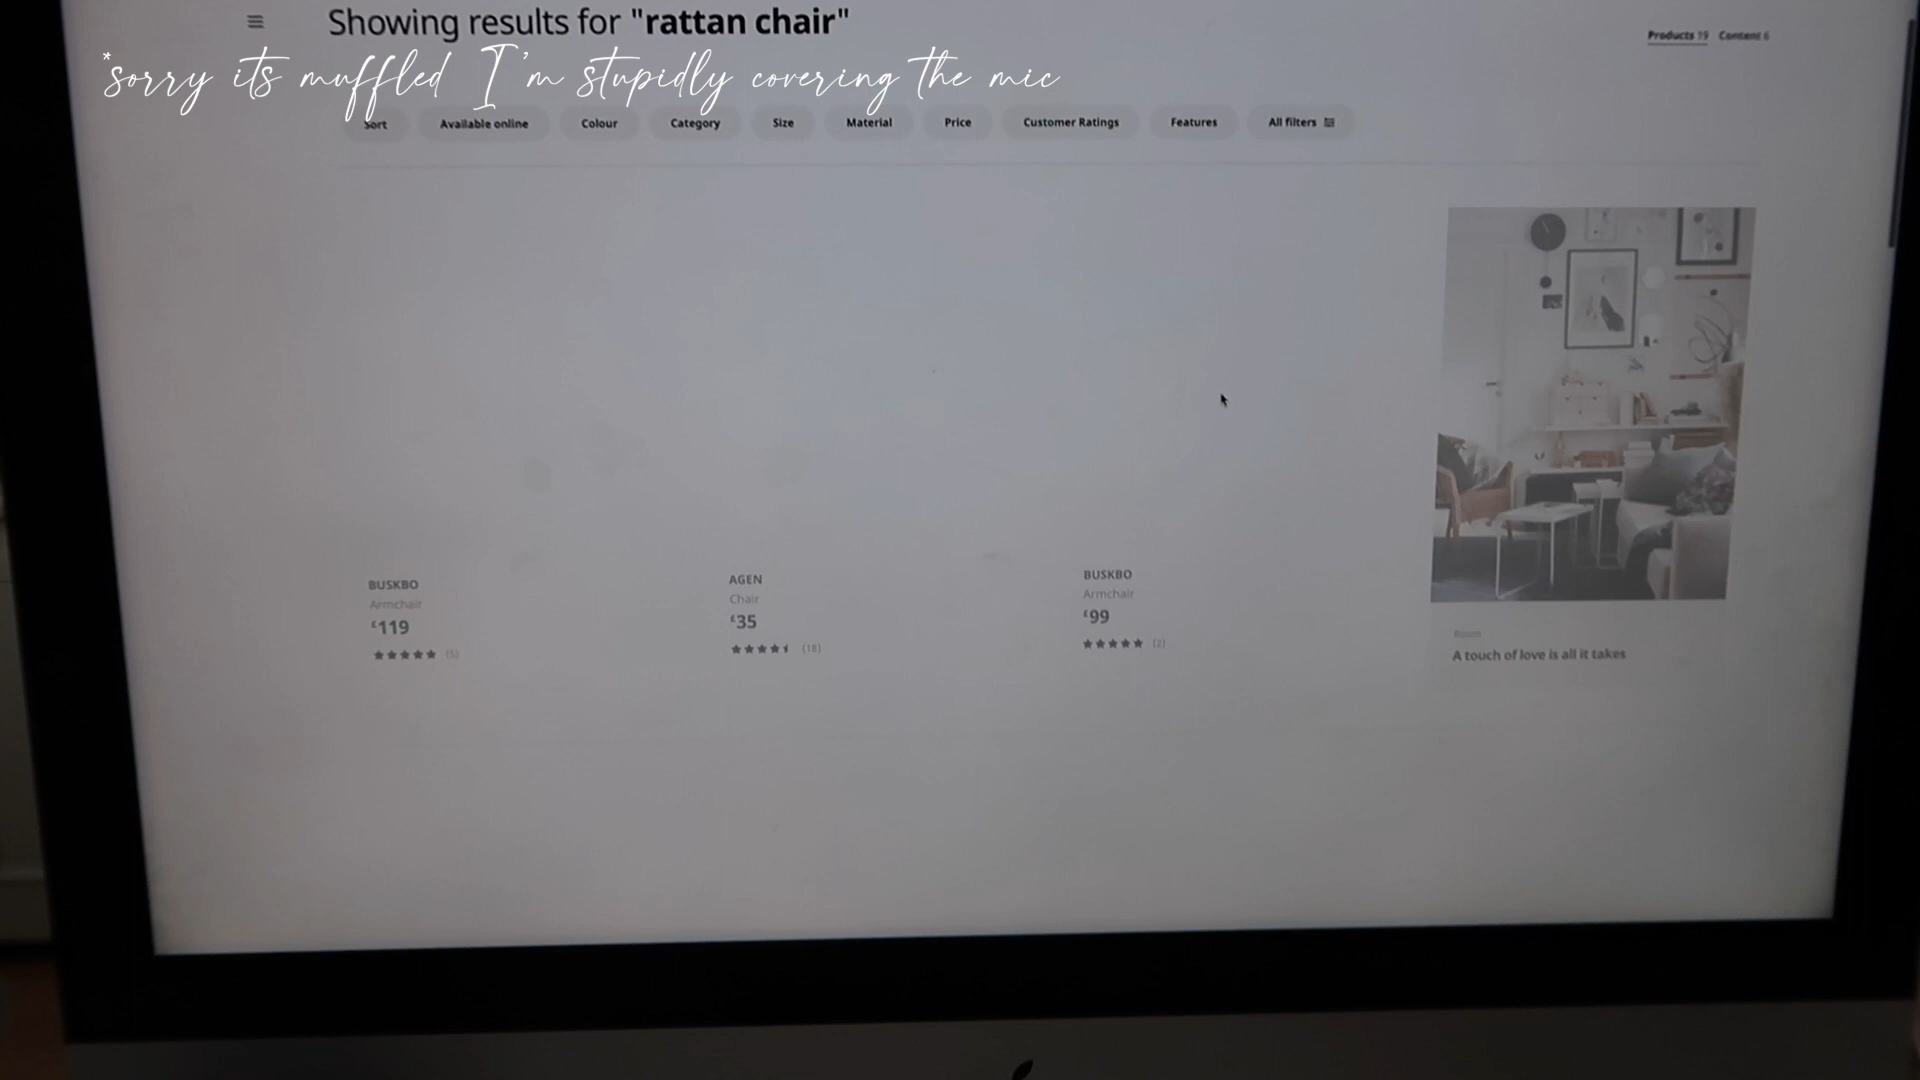 Showing results for "rattan chair"
Products 19 Content 6
*sorry its muffled I'm stupidly covering the mic
Sort Available online Colour Category Size Material Price Customer Ratings Features All filters
BUSKBO
Armchair
£119
(5)
AGEN
Chair
£35
(18)
BUSKBO
Armchair
£99
(2)
Room
A touch of love is all it takes